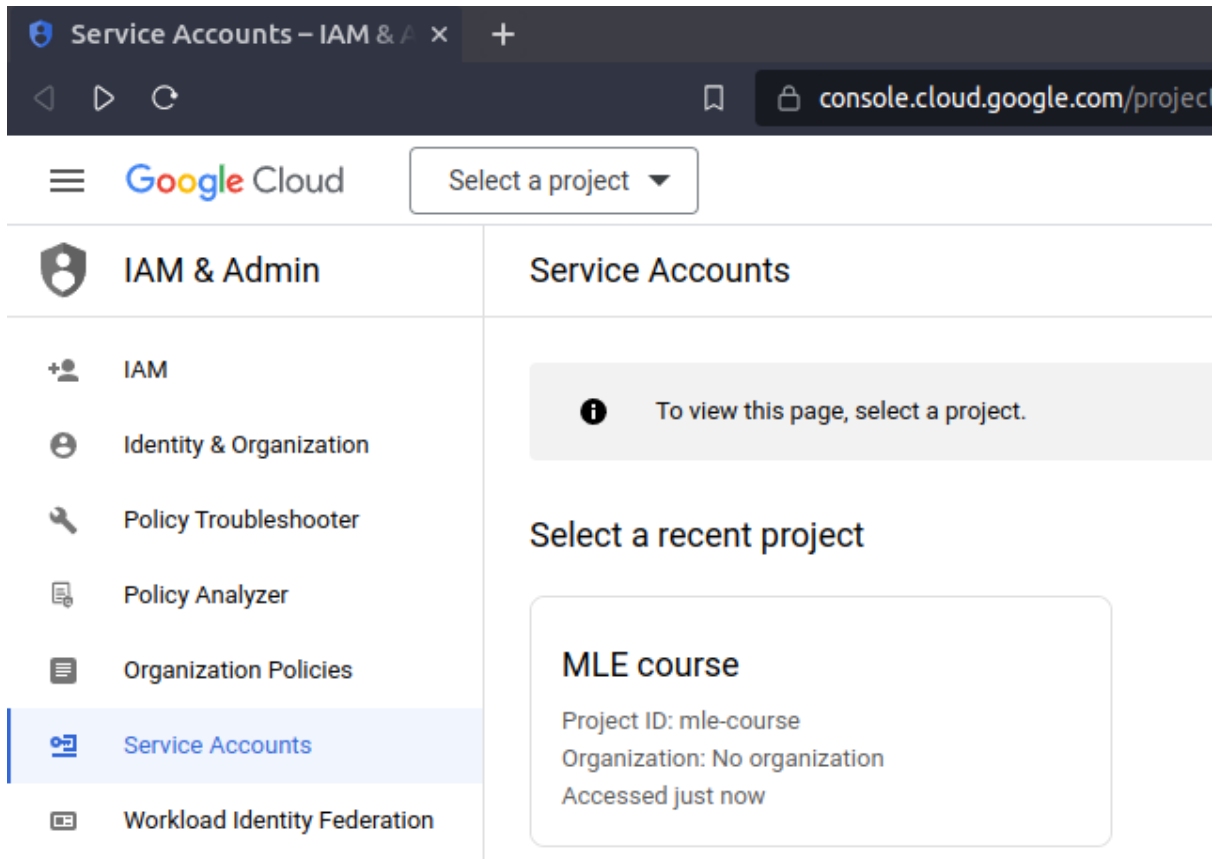 Service Accounts – IAM & A
console.cloud.google.com/project
Google Cloud
Select a project
IAM & Admin
Service Accounts
IAM
Identity & Organization
Policy Troubleshooter
Policy Analyzer
Organization Policies
Service Accounts
Workload Identity Federation
To view this page, select a project.
Select a recent project
MLE course
Project ID: mle-course
Organization: No organization
Accessed just now